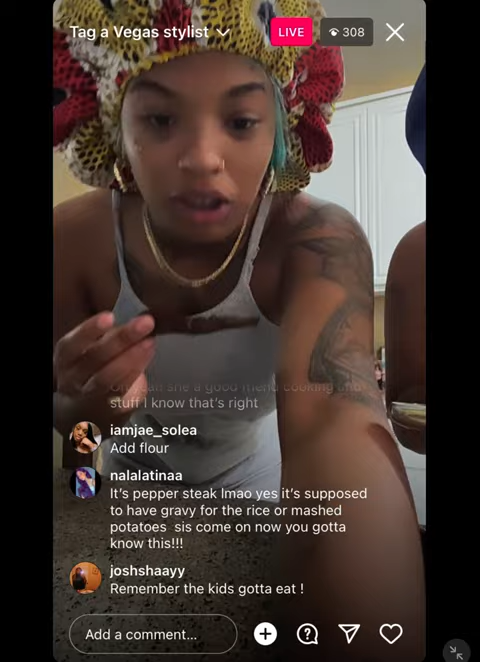 Tag a Vegas stylist
LIVE
308
Oh yeah she a good friend cooking and
stuff I know that's right
iamjae_solea
Add flour
nalalatinaa
It's pepper steak lmao yes it's supposed
to have gravy for the rice or mashed
potatoes sis come on now you gotta
know this!!!
joshshaayy
Remember the kids gotta eat !
Add a comment...